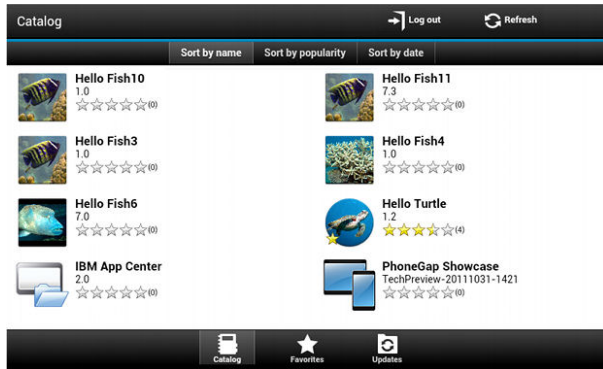 Catalog
Log out
Refresh
Sort by name Sort by popularity Sort by date
Hello Fish10
1.0
(0)
Hello Fish11
7.3
(0)
Hello Fish3
1.0
(0)
Hello Fish4
1.0
(0)
Hello Fish6
7.0
(0)
Hello Turtle
1.2
(4)
IBM App Center
2.0
(0)
PhoneGap Showcase
TechPreview-20111031-1421
(0)
Catalog
Favorites
Updates